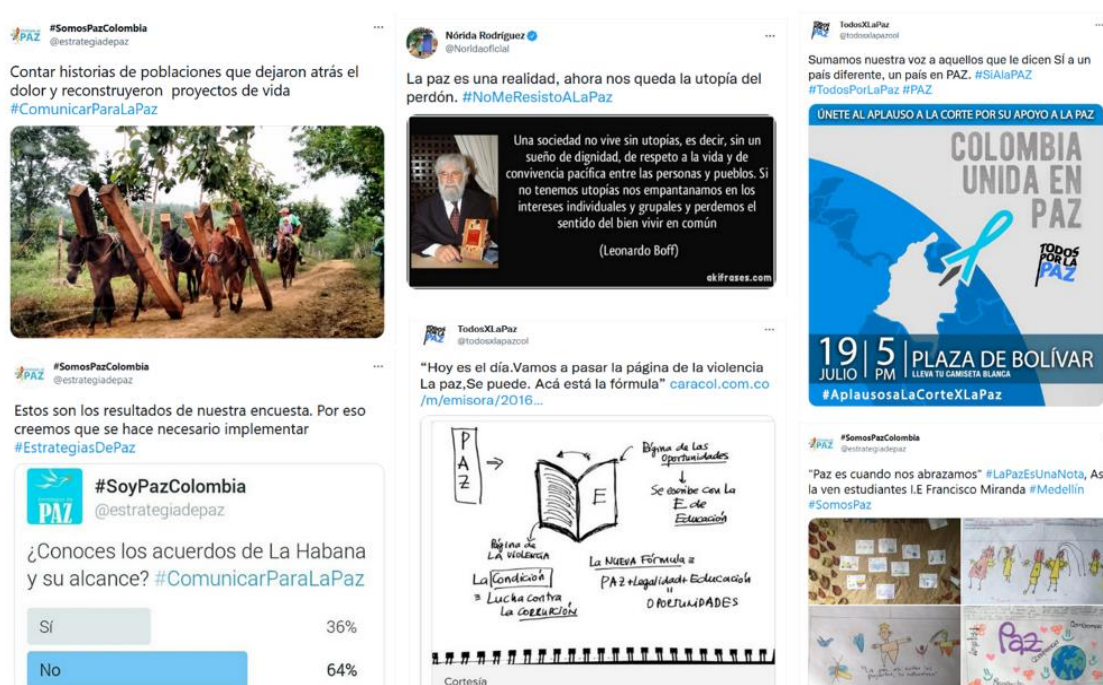 #SomosPazColombia
@estrategiadepaz
Contar historias de poblaciones que dejaron atrás el
dolor y reconstruyeron proyectos de vida
#ComunicarParaLaPaz
PAZ
#SomosPazColombia
@estrategiadepaz
Estos son los resultados de nuestra encuesta. Por eso
creemos que se hace necesario implementar
#EstrategiasDePaz
PAZ
#SoyPazColombia
@estrategiadepaz
¿Conoces los acuerdos de La Habana
y su alcance? #ComunicarParaLaPaz
Sí 36%
No 64%
Nórida Rodríguez
@Noridaoficial
La paz es una realidad, ahora nos queda la utopía del
perdón. #NoMeResistoALaPaz
Una sociedad no vive sin utopías, es decir, sin un
sueño de dignidad, de respeto a la vida y de
convivencia pacífica entre las personas y pueblos. Si
no tenemos utopías nos empantanamos en los
intereses individuales y grupales y perdemos el
sentido del bien vivir en común
(Leonardo Boff)
akifrases.com
TodosXLaPaz
@todosxlapazcol
“Hoy es el día.Vamos a pasar la página de la violencia
La paz,Se puede. Acá está la fórmula” caracol.com.co
/m/emisora/2016...
PAZ
E
Página de Las
Oportunidades
Se escribe con La
E de
Educación
Página de
LA VIOLENCIA
La Condición
= Lucha contra
La CORRUPCIÓN
La NUEVA Fórmula =
PAZ+Legalidad+Educación
=
OPORTUNIDADES
Cortesía
TodosXLaPaz
@todosxlapazcol
Sumamos nuestra voz a aquellos que le dicen SÍ a un
país diferente, un país en PAZ. #SiAlaPAZ
#TodosPorLaPaz #PAZ
ÚNETE AL APLAUSO A LA CORTE POR SU APOYO A LA PAZ
COLOMBIA
UNIDA EN
PAZ
TODOS
POR LA
PAZ
19 JULIO | 5 PM | PLAZA DE BOLÍVAR
LLEVA TU CAMISETA BLANCA
#AplausosaLaCorteXLaPaz
#SomosPazColombia
@estrategiadepaz
"Paz es cuando nos abrazamos" #LaPazEsUnaNota, As
la ven estudiantes I.E Francisco Miranda #Medellín
#SomosPaz
Paz